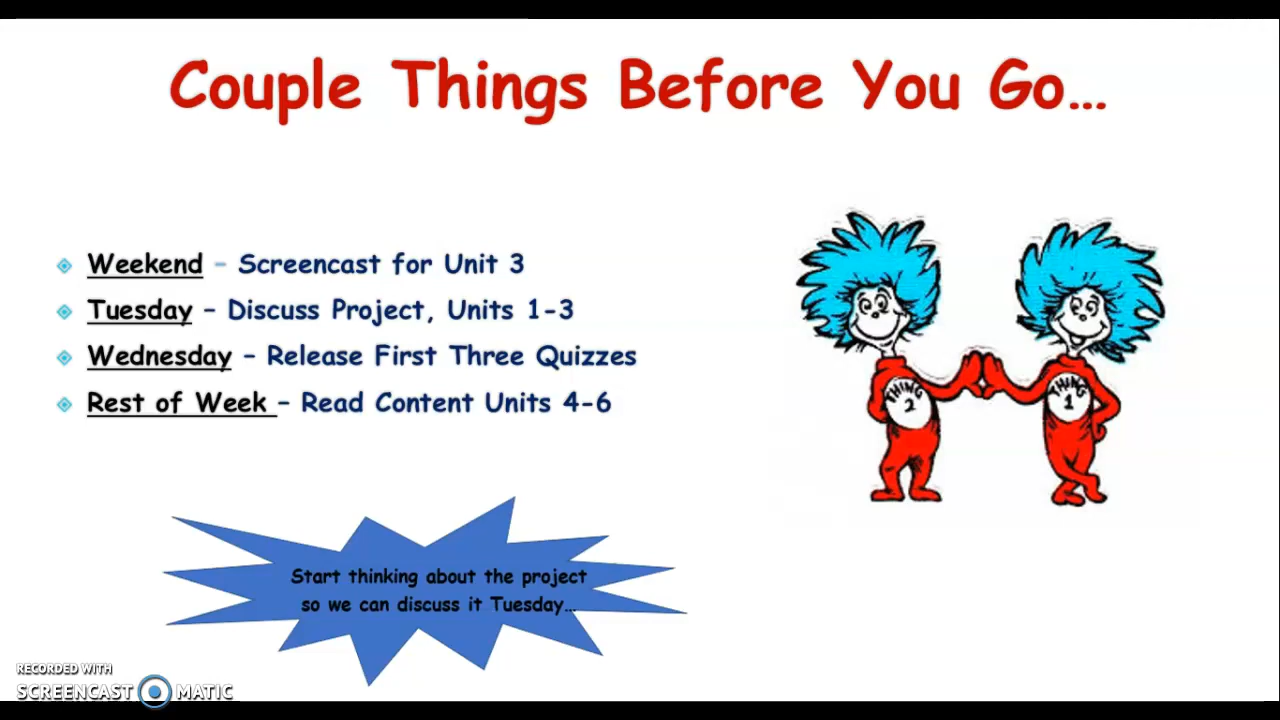 Couple Things Before You Go...
Weekend – Screencast for Unit 3
Tuesday – Discuss Project, Units 1-3
Wednesday – Release First Three Quizzes
Rest of Week – Read Content Units 4-6
THING 2
THING 1
Start thinking about the project
so we can discuss it Tuesday...
RECORDED WITH
SCREENCAST MATIC